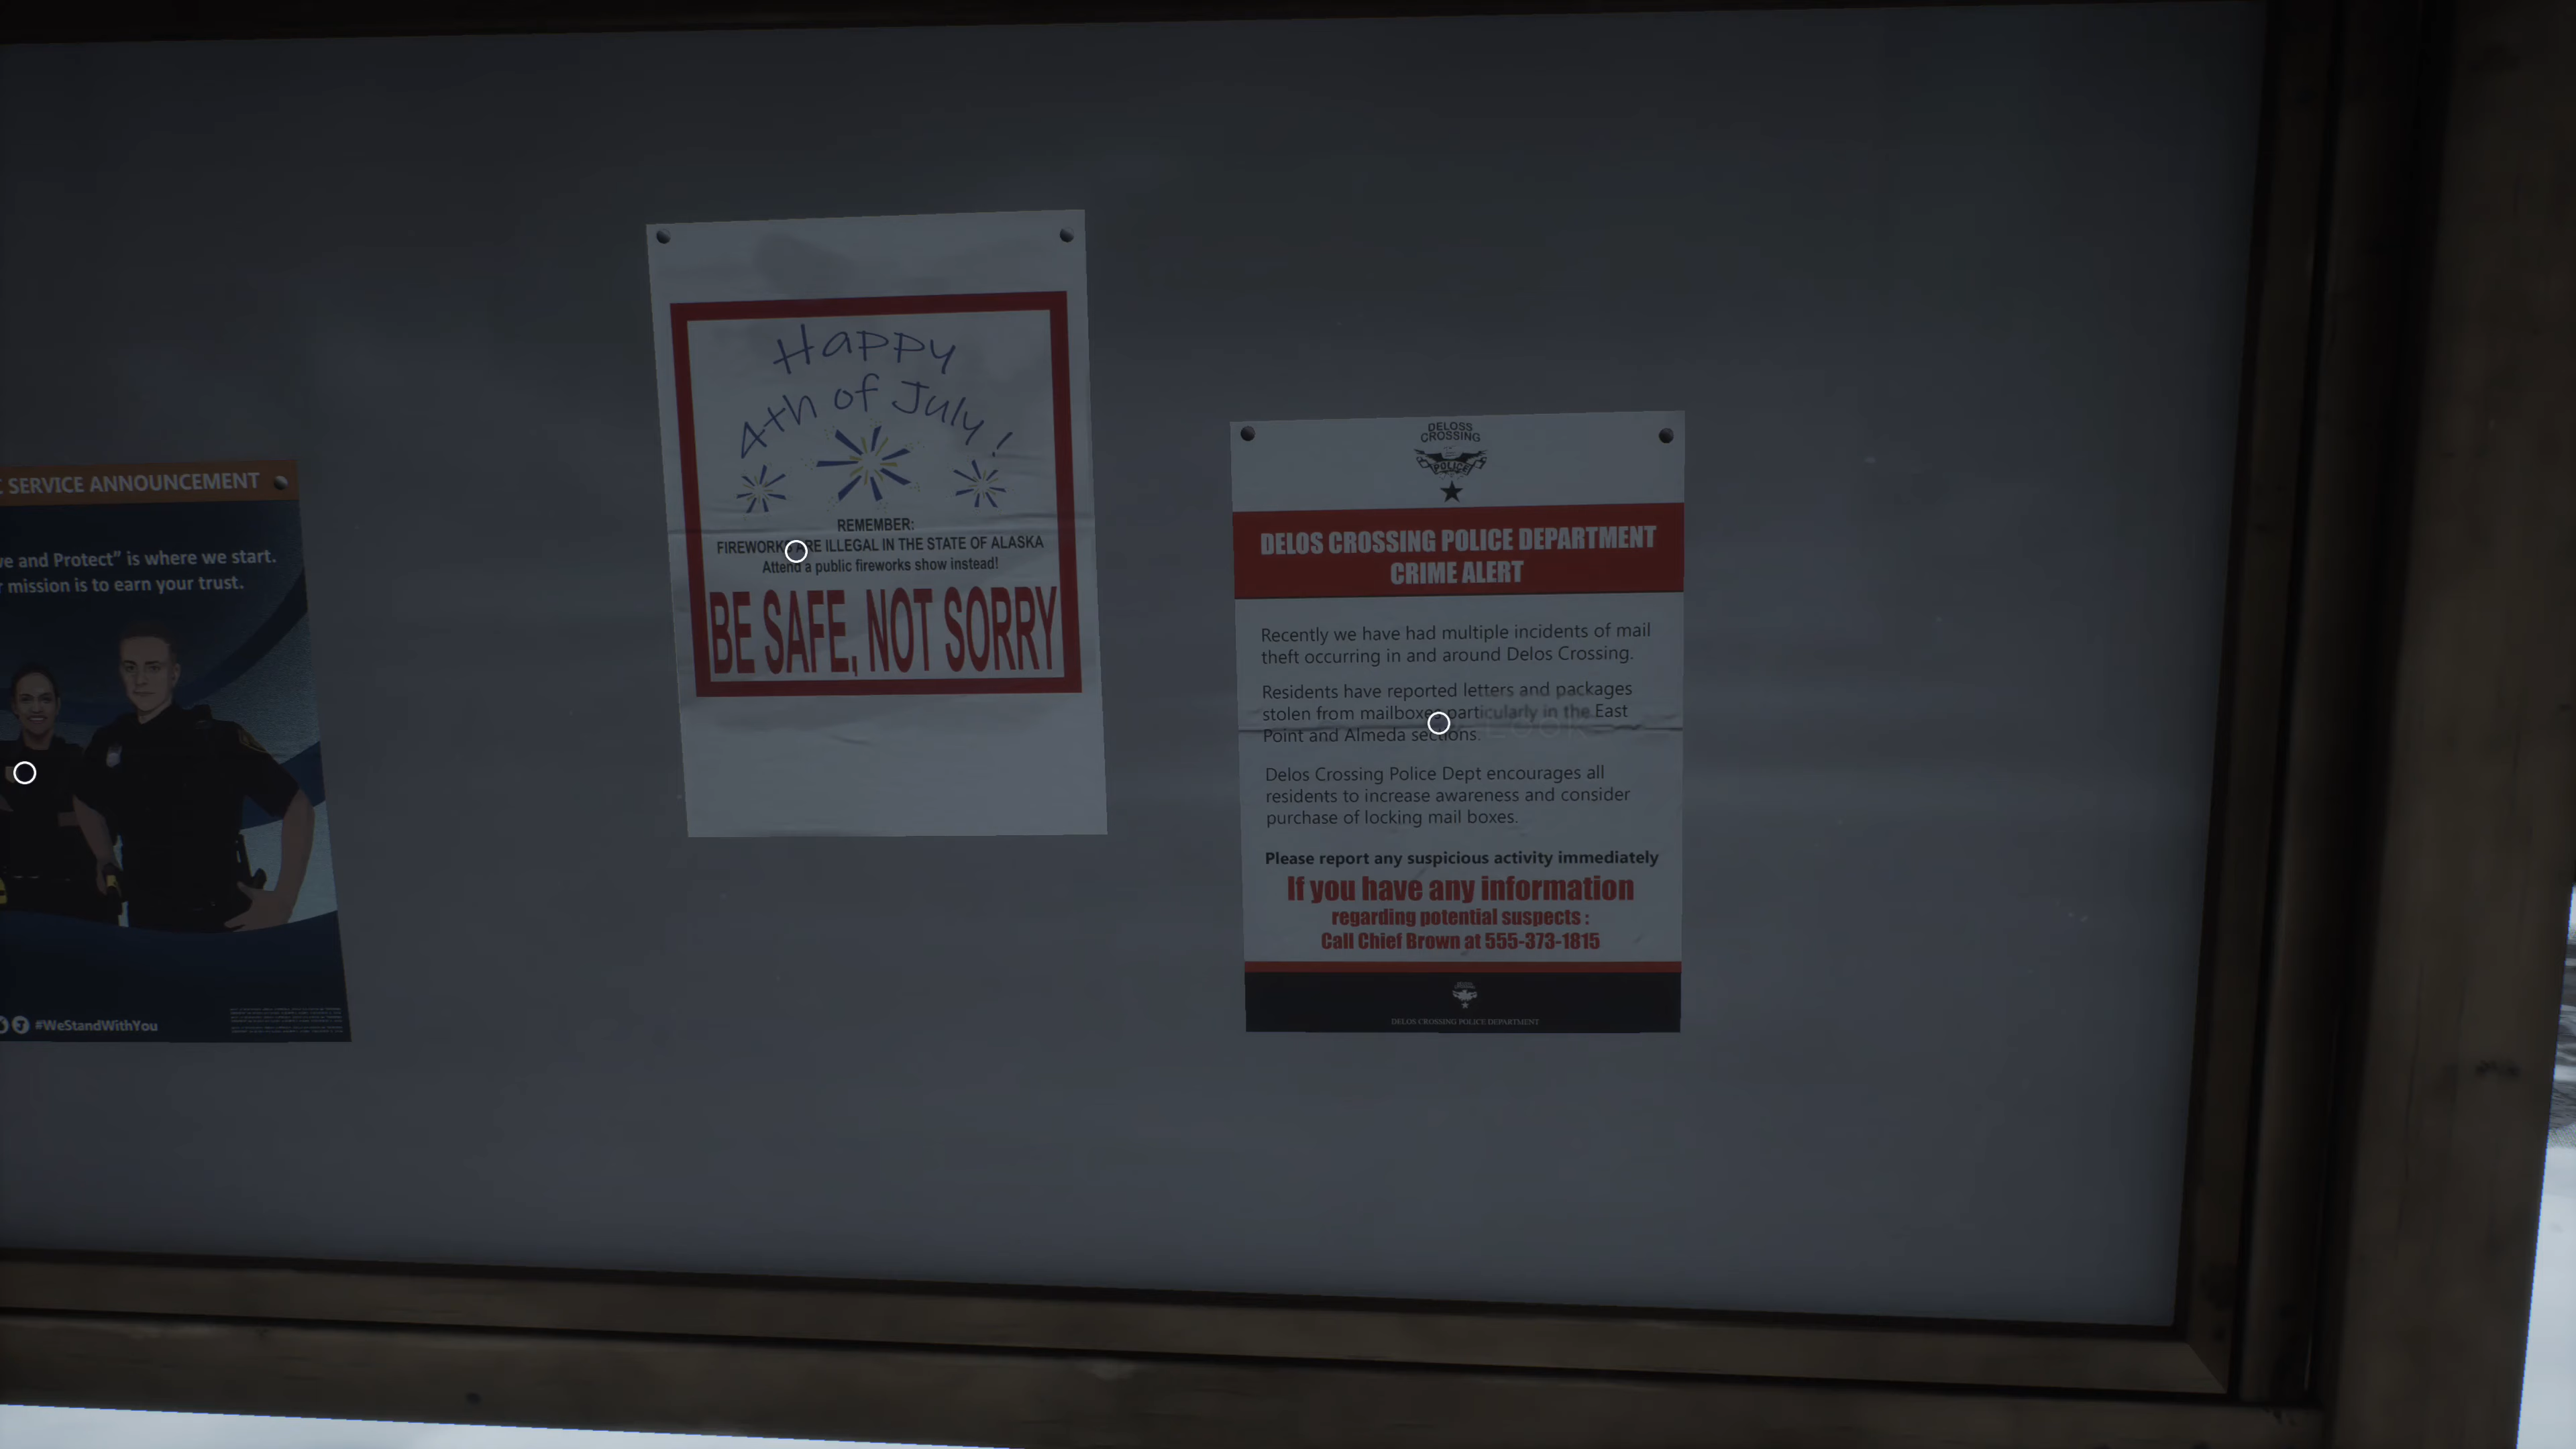 SERVICE ANNOUNCEMENT
and Protect" is where we start.
mission is to earn your trust.
#WeStandWithYou
Happy
4th of July!
REMEMBER:
FIREWORKS ARE ILLEGAL IN THE STATE OF ALASKA
Attend a public fireworks show instead!
BE SAFE, NOT SORRY
DELOSS
CROSSING
POLICE
DELOS CROSSING POLICE DEPARTMENT
CRIME ALERT
Recently we have had multiple incidents of mail
theft occurring in and around Delos Crossing.
Residents have reported letters and packages
stolen from mailboxes particularly in the East
Point and Almeda sections.
Delos Crossing Police Dept encourages all
residents to increase awareness and consider
purchase of locking mail boxes.
Please report any suspicious activity immediately
If you have any information
regarding potential suspects :
Call Chief Brown at 555-373-1815
DELOS CROSSING POLICE DEPARTMENT